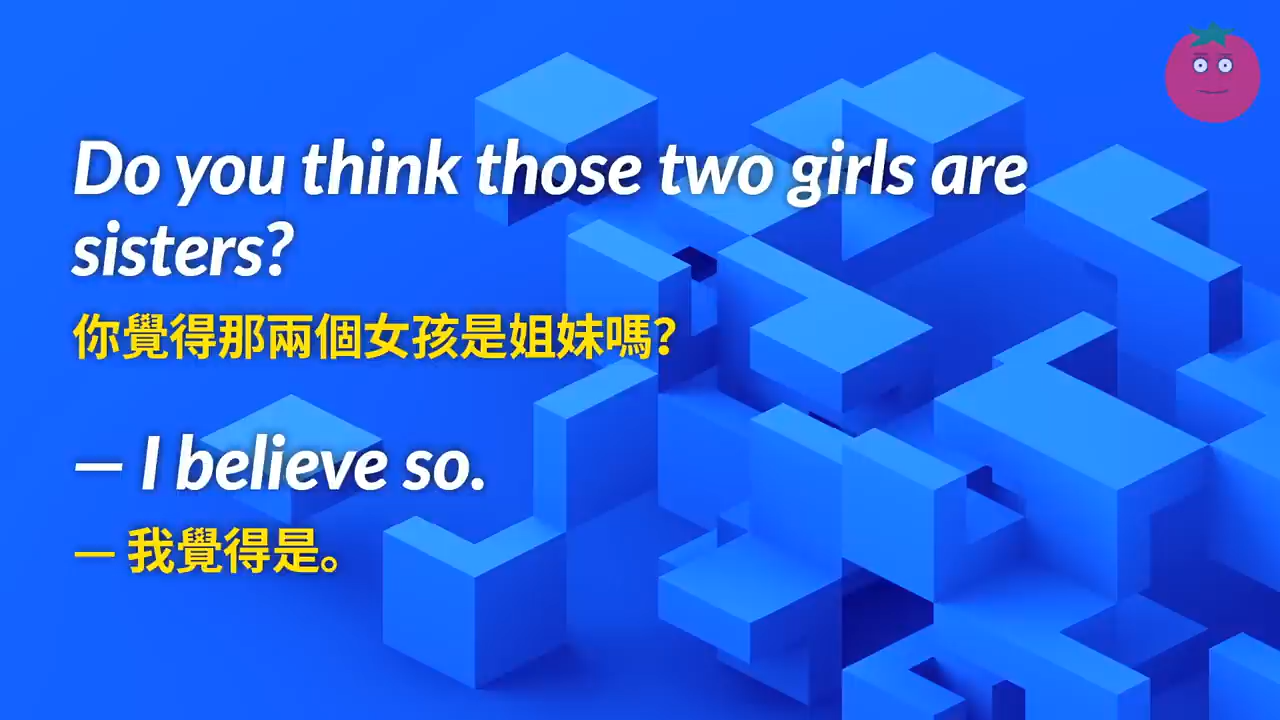 Do you think those two girls are
sisters?
你覺得那兩個女孩是姐妹嗎?
— I believe so.
— 我覺得是。